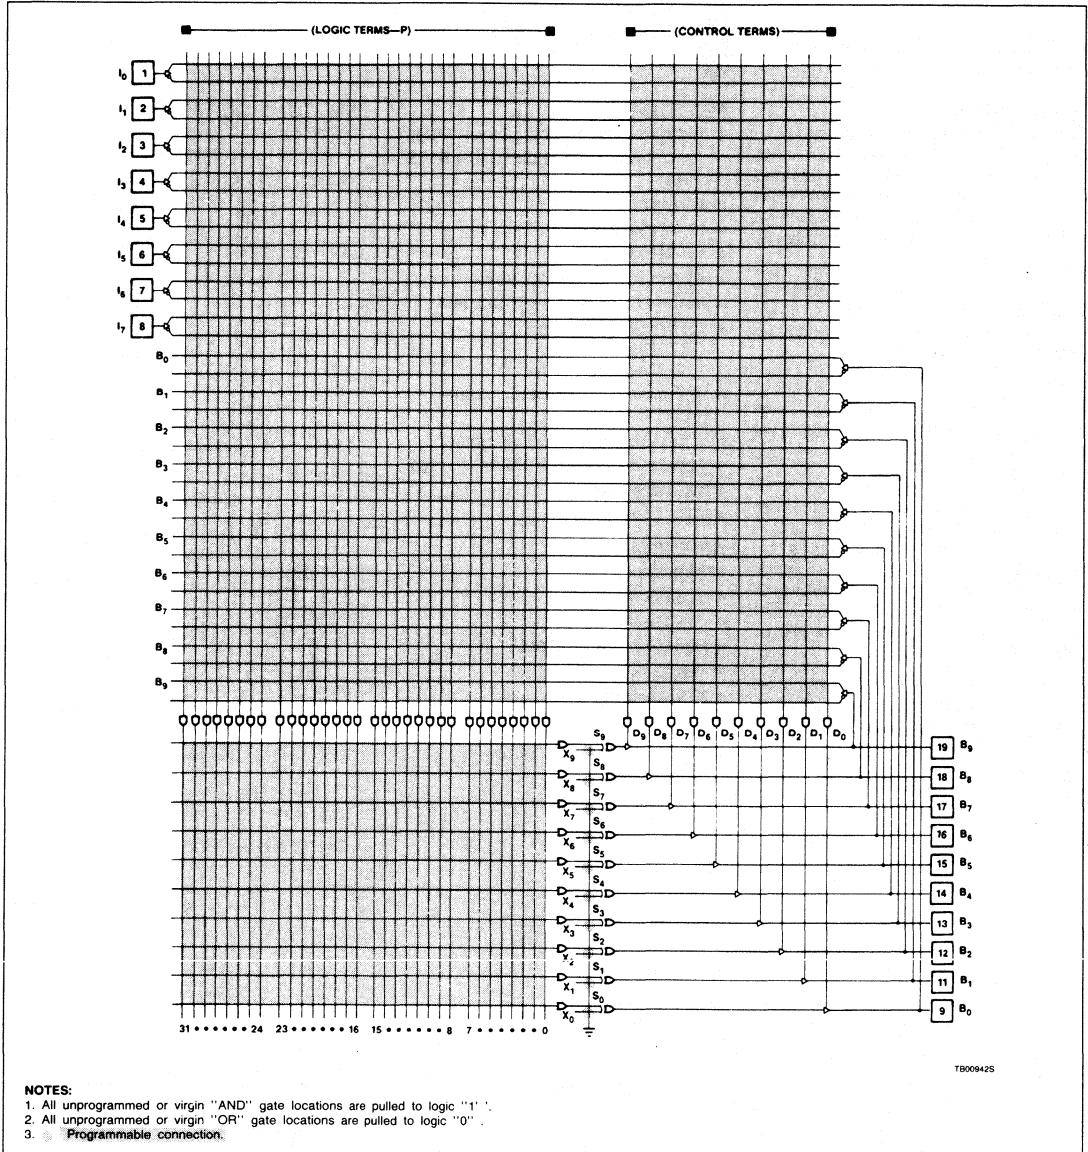 (LOGIC TERMS—P) (CONTROL TERMS)
I0 1
I1 2
I2 3
I3 4
I4 5
I5 6
I6 7
I7 8
B0
B1
B2
B3
B4
B5
B6
B7
B8
B9
S9 D9 D8 D7 D6 D5 D4 D3 D2 D1 D0
X9 19 B9
S8
X8 18 B8
S7
X7 17 B7
S6
X6 16 B6
S5
X5 15 B5
S4
X4 14 B4
S3
X3 13 B3
S2
X2 12 B2
S1
X1 11 B1
S0
X0 9 B0
31 • • • • • • 24 23 • • • • • • 16 15 • • • • • • 8 7 • • • • • • 0
TB00942S
NOTES:
1. All unprogrammed or virgin ''AND'' gate locations are pulled to logic ''1' '.
2. All unprogrammed or virgin ''OR'' gate locations are pulled to logic ''0'' .
3. Programmable connection.